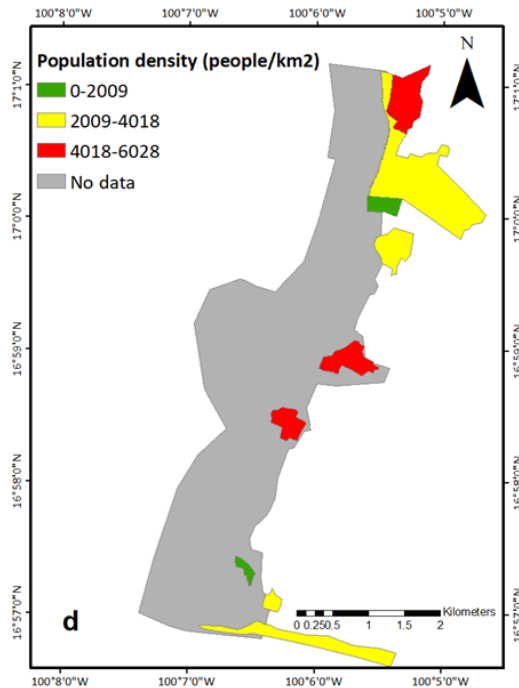 100°8'0"W 100°7'0"W 100°6'0"W 100°5'0"W
Population density (people/km2)
0-2009
2009-4018
4018-6028
No data
N
17°1'0"N 17°1'0"N
17°0'0"N 17°0'0"N
16°59'0"N 16°59'0"N
16°58'0"N 16°58'0"N
16°57'0"N 16°57'0"N
d
Kilometers
0 0.250.5 1 1.5 2
100°8'0"W 100°7'0"W 100°6'0"W 100°5'0"W